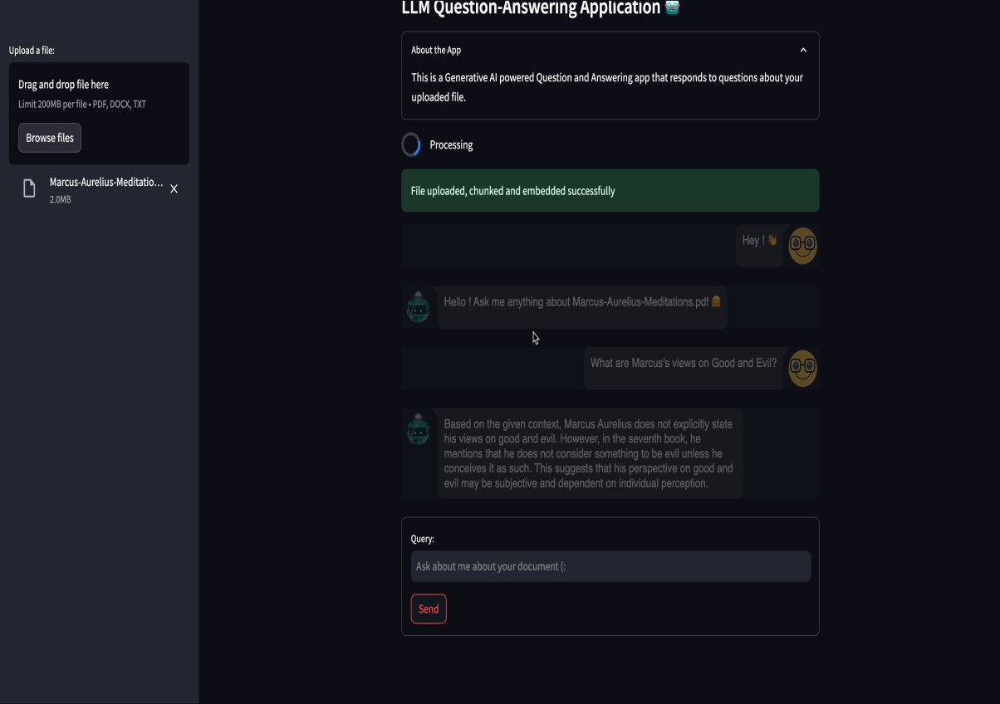 LLM Question-Answering Application 🤖
Upload a file:
Drag and drop file here
Limit 200MB per file • PDF, DOCX, TXT
Browse files
Marcus-Aurelius-Meditatio...
2.0MB
X
About the App
This is a Generative AI powered Question and Answering app that responds to questions about your
uploaded file.
Processing
File uploaded, chunked and embedded successfully
Hey ! 👋
Hello ! Ask me anything about Marcus-Aurelius-Meditations.pdf 🤗
What are Marcus's views on Good and Evil?
Based on the given context, Marcus Aurelius does not explicitly state
his views on good and evil. However, in the seventh book, he
mentions that he does not consider something to be evil unless he
conceives it as such. This suggests that his perspective on good and
evil may be subjective and dependent on individual perception.
Query:
Ask about me about your document (:
Send